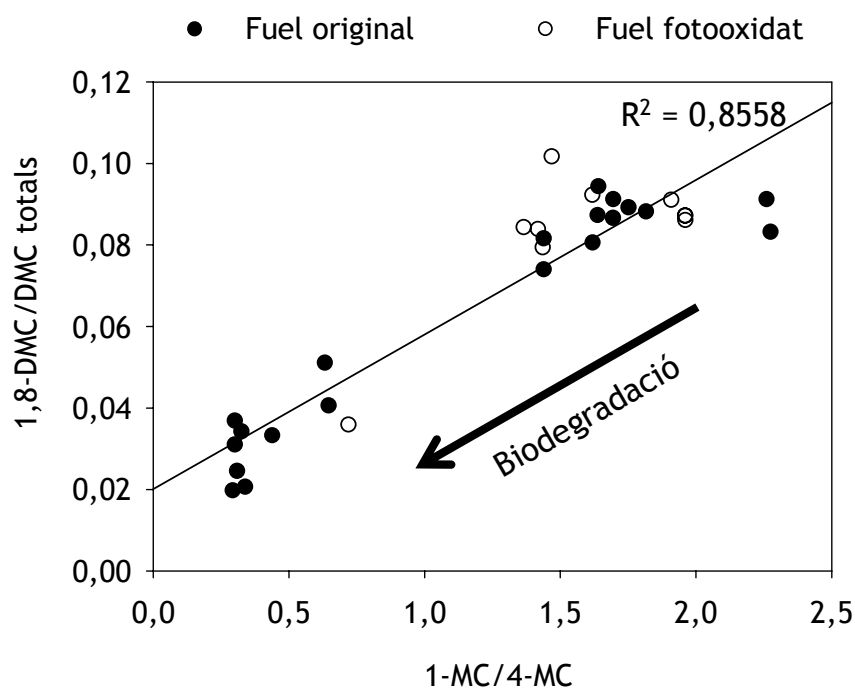 Fuel original Fuel fotooxidat
0,12
R² = 0,8558
0,10
0,08
0,06
0,04
0,02
0,00
1,8-DMC/DMC totals
Biodegradació
0,0 0,5 1,0 1,5 2,0 2,5
1-MC/4-MC